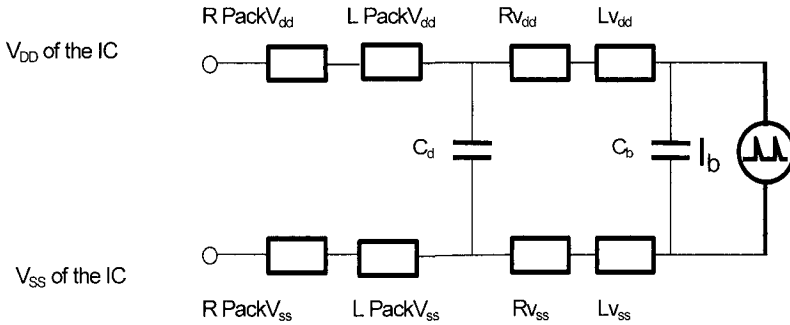 R PackVdd L PackVdd Rvdd Lvdd
VDD of the IC
Cd Cb Ib
VSS of the IC
R PackVss L PackVss Rvss Lvss